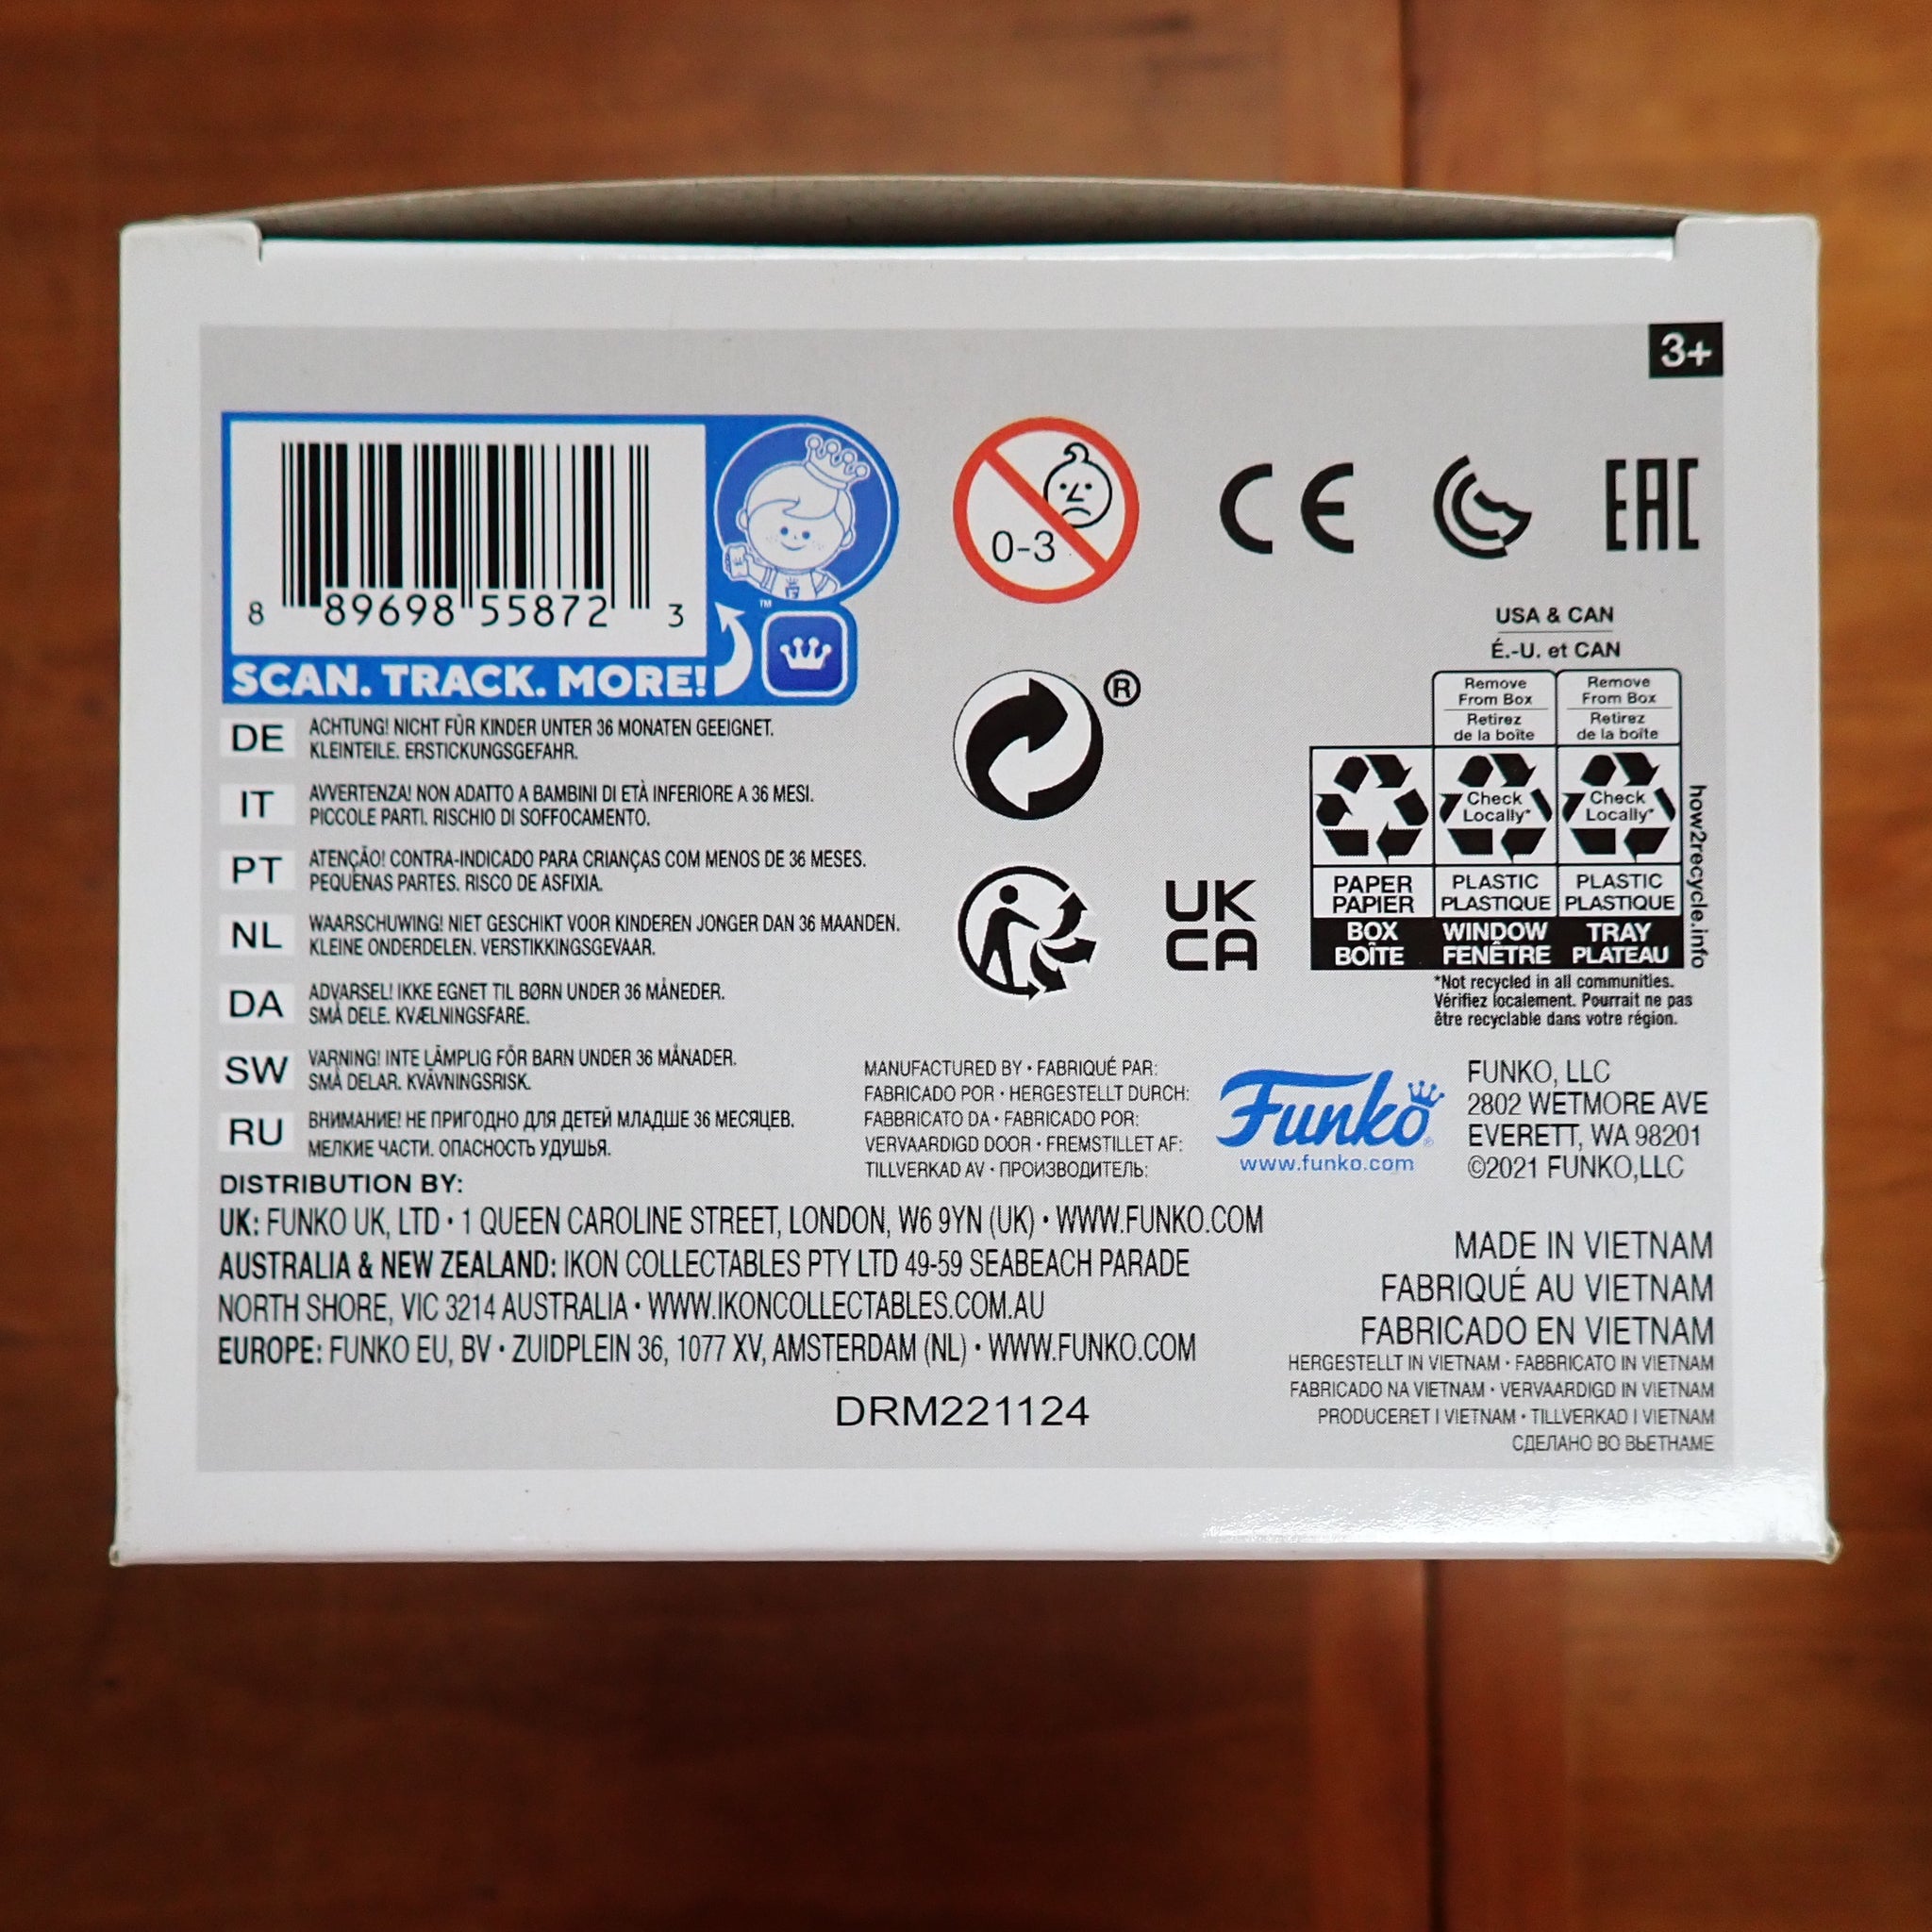 3+
8 89698 55872 3
™
SCAN. TRACK. MORE!
0-3
CE
EAC
®
UK
CA
USA & CAN
É.-U. et CAN
Remove
From Box
Retirez
de la boîte
Remove
From Box
Retirez
de la boîte
Check
Locally*
Check
Locally*
PAPER
PAPIER
PLASTIC
PLASTIQUE
PLASTIC
PLASTIQUE
BOX
BOÎTE
WINDOW
FENÊTRE
TRAY
PLATEAU
how2recycle.info
*Not recycled in all communities.
Vérifiez localement. Pourrait ne pas
être recyclable dans votre région.
DE
ACHTUNG! NICHT FÜR KINDER UNTER 36 MONATEN GEEIGNET.
KLEINTEILE. ERSTICKUNGSGEFAHR.
IT
AVVERTENZA! NON ADATTO A BAMBINI DI ETÀ INFERIORE A 36 MESI.
PICCOLE PARTI. RISCHIO DI SOFFOCAMENTO.
PT
ATENÇÃO! CONTRA-INDICADO PARA CRIANÇAS COM MENOS DE 36 MESES.
PEQUENAS PARTES. RISCO DE ASFIXIA.
NL
WAARSCHUWING! NIET GESCHIKT VOOR KINDEREN JONGER DAN 36 MAANDEN.
KLEINE ONDERDELEN. VERSTIKKINGSGEVAAR.
DA
ADVARSEL! IKKE EGNET TIL BØRN UNDER 36 MÅNEDER.
SMÅ DELE. KVÆLNINGSFARE.
SW
VARNING! INTE LÄMPLIG FÖR BARN UNDER 36 MÅNADER.
SMÅ DELAR. KVÄVNINGSRISK.
RU
ВНИМАНИЕ! НЕ ПРИГОДНО ДЛЯ ДЕТЕЙ МЛАДШЕ 36 МЕСЯЦЕВ.
МЕЛКИЕ ЧАСТИ. ОПАСНОСТЬ УДУШЬЯ.
MANUFACTURED BY • FABRIQUÉ PAR:
FABRICADO POR • HERGESTELLT DURCH:
FABBRICATO DA • FABRICADO POR:
VERVAARDIGD DOOR • FREMSTILLET AF:
TILLVERKAD AV • ПРОИЗВОДИТЕЛЬ:
Funko®
www.funko.com
FUNKO, LLC
2802 WETMORE AVE
EVERETT, WA 98201
©2021 FUNKO,LLC
DISTRIBUTION BY:
UK: FUNKO UK, LTD • 1 QUEEN CAROLINE STREET, LONDON, W6 9YN (UK) • WWW.FUNKO.COM
AUSTRALIA & NEW ZEALAND: IKON COLLECTABLES PTY LTD 49-59 SEABEACH PARADE
NORTH SHORE, VIC 3214 AUSTRALIA • WWW.IKONCOLLECTABLES.COM.AU
EUROPE: FUNKO EU, BV • ZUIDPLEIN 36, 1077 XV, AMSTERDAM (NL) • WWW.FUNKO.COM
DRM221124
MADE IN VIETNAM
FABRIQUÉ AU VIETNAM
FABRICADO EN VIETNAM
HERGESTELLT IN VIETNAM • FABBRICATO IN VIETNAM
FABRICADO NA VIETNAM • VERVAARDIGD IN VIETNAM
PRODUCERET I VIETNAM • TILLVERKAD I VIETNAM
СДЕЛАНО ВО ВЬЕТНАМЕ